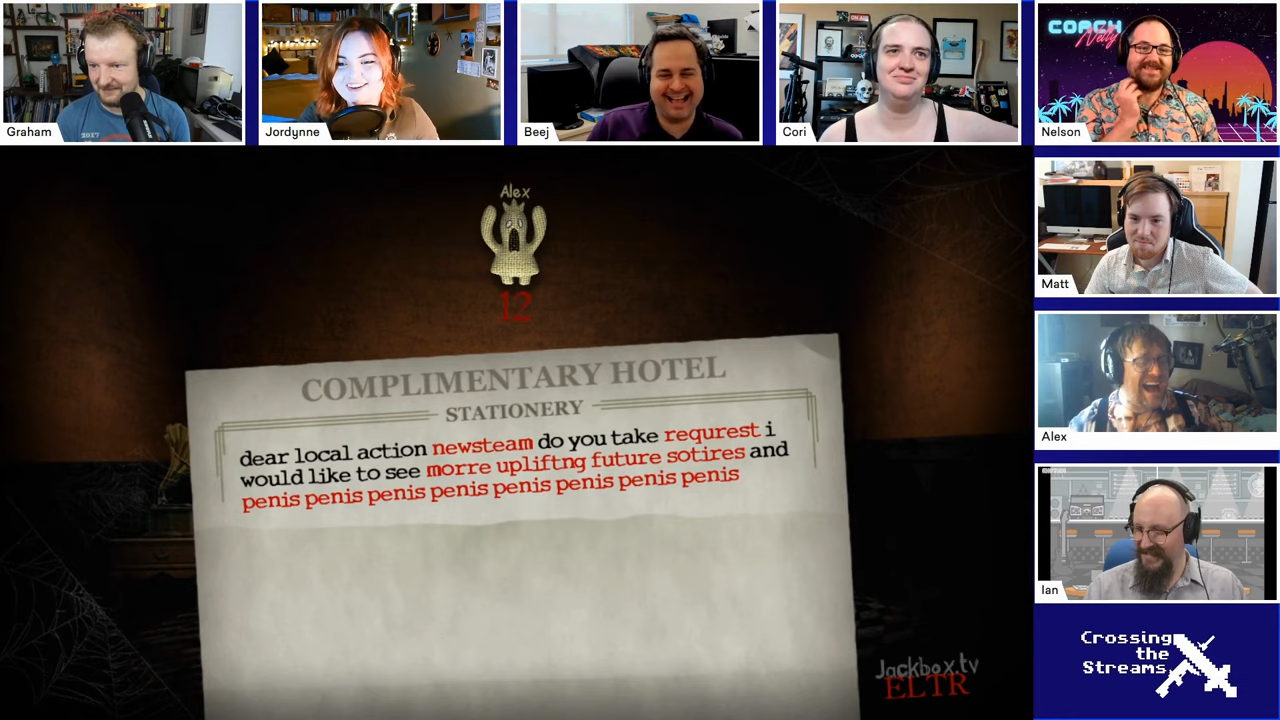 COACH
Nelly
2017
Graham
Jordynne
Beej
Cori
Nelson
Alex
12
Matt
COMPLIMENTARY HOTEL
STATIONERY
dear local action newsteam do you take requrest i
would like to see morre upliftng future sotires and
penis penis penis penis penis penis penis penis
Alex
Ian
Jackbox.tv
ELTR
Crossing
the
Streams